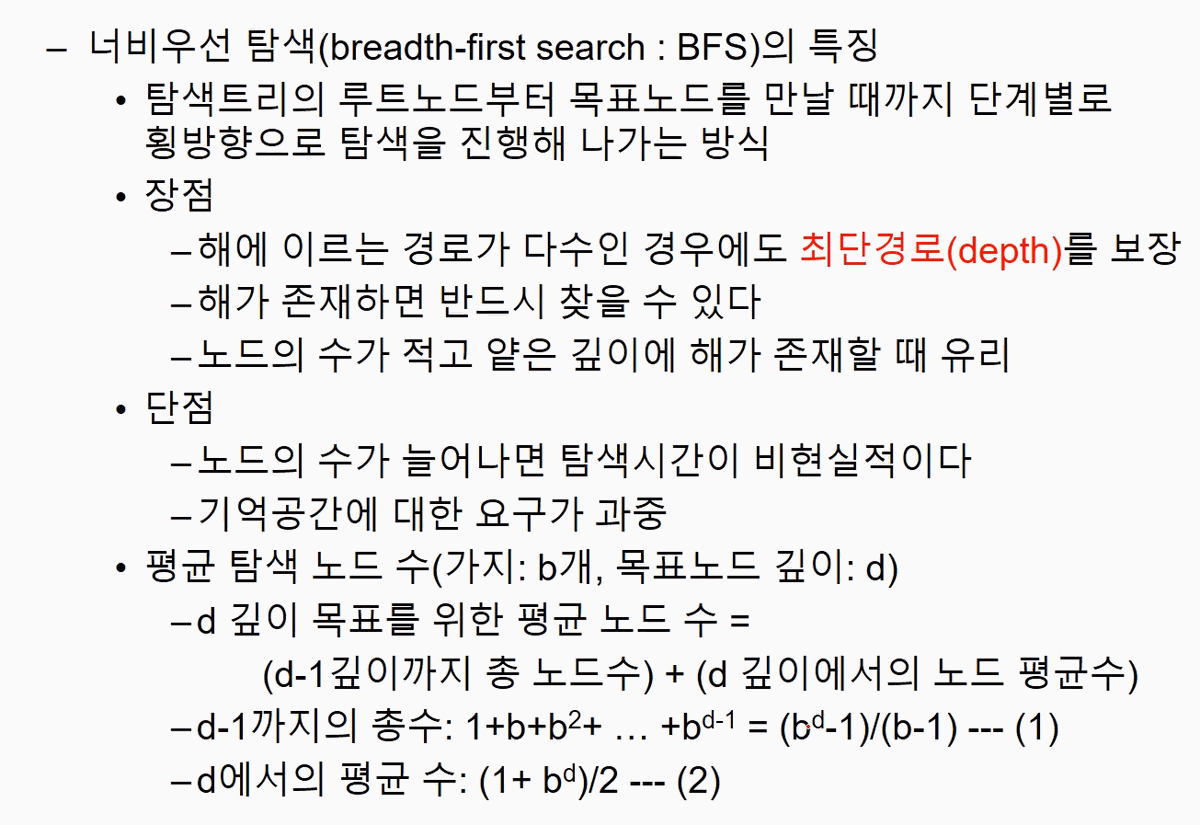 – 너비우선 탐색(breadth-first search : BFS)의 특징
• 탐색트리의 루트노드부터 목표노드를 만날 때까지 단계별로
횡방향으로 탐색을 진행해 나가는 방식
• 장점
–해에 이르는 경로가 다수인 경우에도 최단경로(depth)를 보장
–해가 존재하면 반드시 찾을 수 있다
–노드의 수가 적고 얕은 깊이에 해가 존재할 때 유리
• 단점
–노드의 수가 늘어나면 탐색시간이 비현실적이다
–기억공간에 대한 요구가 과중
• 평균 탐색 노드 수(가지: b개, 목표노드 깊이: d)
–d 깊이 목표를 위한 평균 노드 수 =
(d-1깊이까지 총 노드수) + (d 깊이에서의 노드 평균수)
–d-1까지의 총수: 1+b+b²+ … +bᵈ⁻¹ = (bᵈ-1)/(b-1) --- (1)
–d에서의 평균 수: (1+ bᵈ)/2 --- (2)